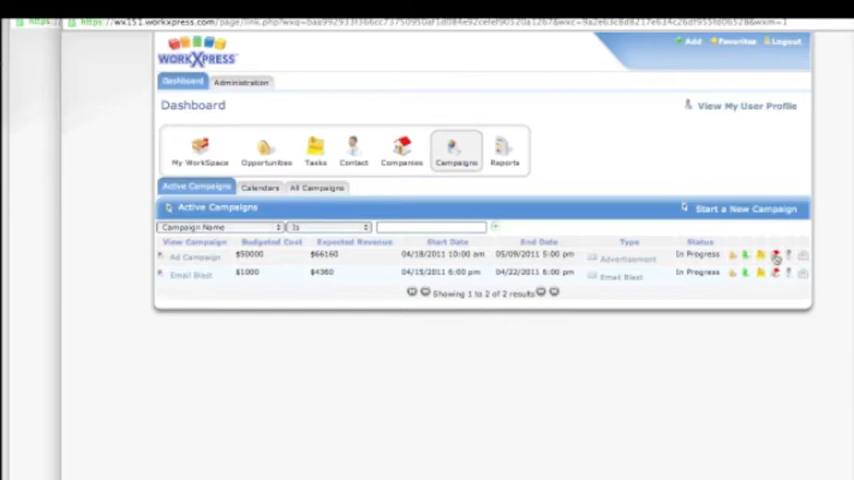 WORKXPRESS
Add Favorites Logout
Dashboard Administration
Dashboard
View My User Profile
My WorkSpace Opportunities Tasks Contact Companies Campaigns Reports
Active Campaigns Calendars All Campaigns
Active Campaigns Start a New Campaign
Campaign Name Is
View Campaign Budgeted Cost Expected Revenue Start Date End Date Type Status
Ad Campaign $50000 $66160 04/18/2011 10:00 am 05/09/2011 5:00 pm Advertisement In Progress
Email Blast $1000 $4360 04/15/2011 6:00 pm 04/22/2011 6:00 pm Email Blast In Progress
Showing 1 to 2 of 2 results